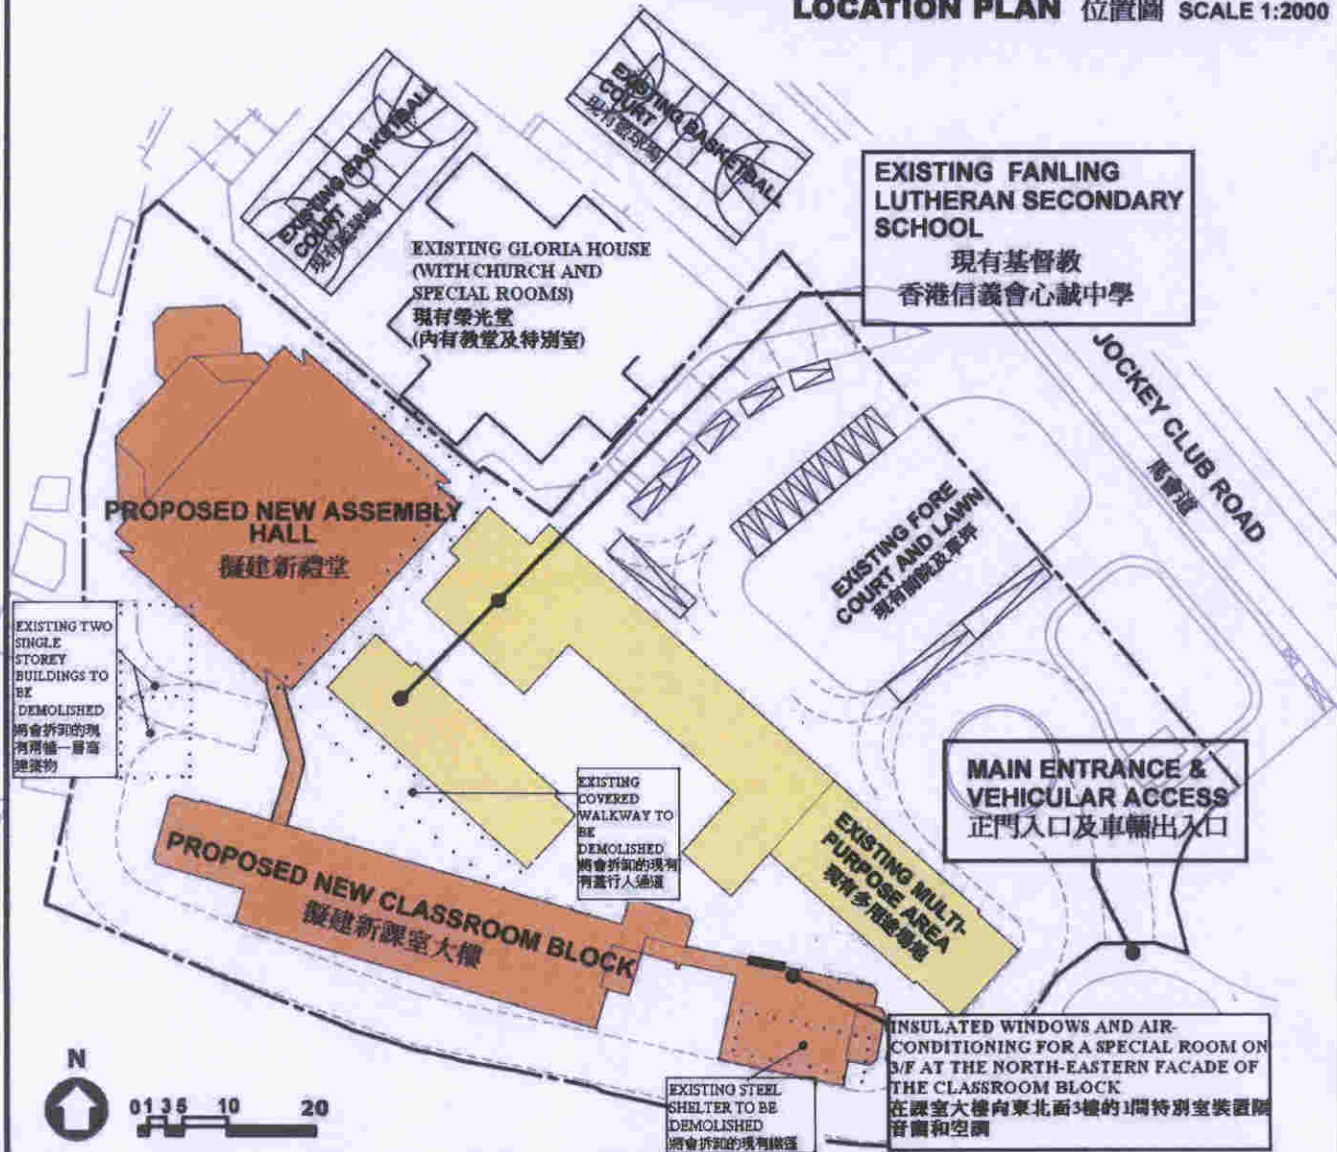 LOCATION PLAN 位置圖 SCALE 1:2000
EXISTING BASKETBALL
COURT
現有籃球場
EXISTING BASKETBALL
COURT
現有籃球場
EXISTING FANLING
LUTHERAN SECONDARY
SCHOOL
現有基督教
香港信義會心誠中學
EXISTING GLORIA HOUSE
(WITH CHURCH AND
SPECIAL ROOMS)
現有榮光堂
(內有教堂及特別室)
JOCKEY CLUB ROAD
馬會道
PROPOSED NEW ASSEMBLY
HALL
擬建新禮堂
EXISTING FORE
COURT AND LAWN
現有前院及草坪
EXISTING TWO
SINGLE
STOREY
BUILDINGS TO
BE
DEMOLISHED
將會拆卸的現
有兩幢一層高
建築物
EXISTING
COVERED
WALKWAY TO
BE
DEMOLISHED
將會拆卸的現有
有蓋行人通道
MAIN ENTRANCE &
VEHICULAR ACCESS
正門入口及車輛出入口
EXISTING MULTI-
PURPOSE AREA
現有多用途場地
PROPOSED NEW CLASSROOM BLOCK
擬建新課室大樓
INSULATED WINDOWS AND AIR-
CONDITIONING FOR A SPECIAL ROOM ON
3/F AT THE NORTH-EASTERN FACADE OF
THE CLASSROOM BLOCK
在課室大樓向東北面3樓的1間特別室裝置隔
音窗和空調
EXISTING STEEL
SHELTER TO BE
DEMOLISHED
將會拆卸的現有鐵蓬
N
0 1 3 5 10 20